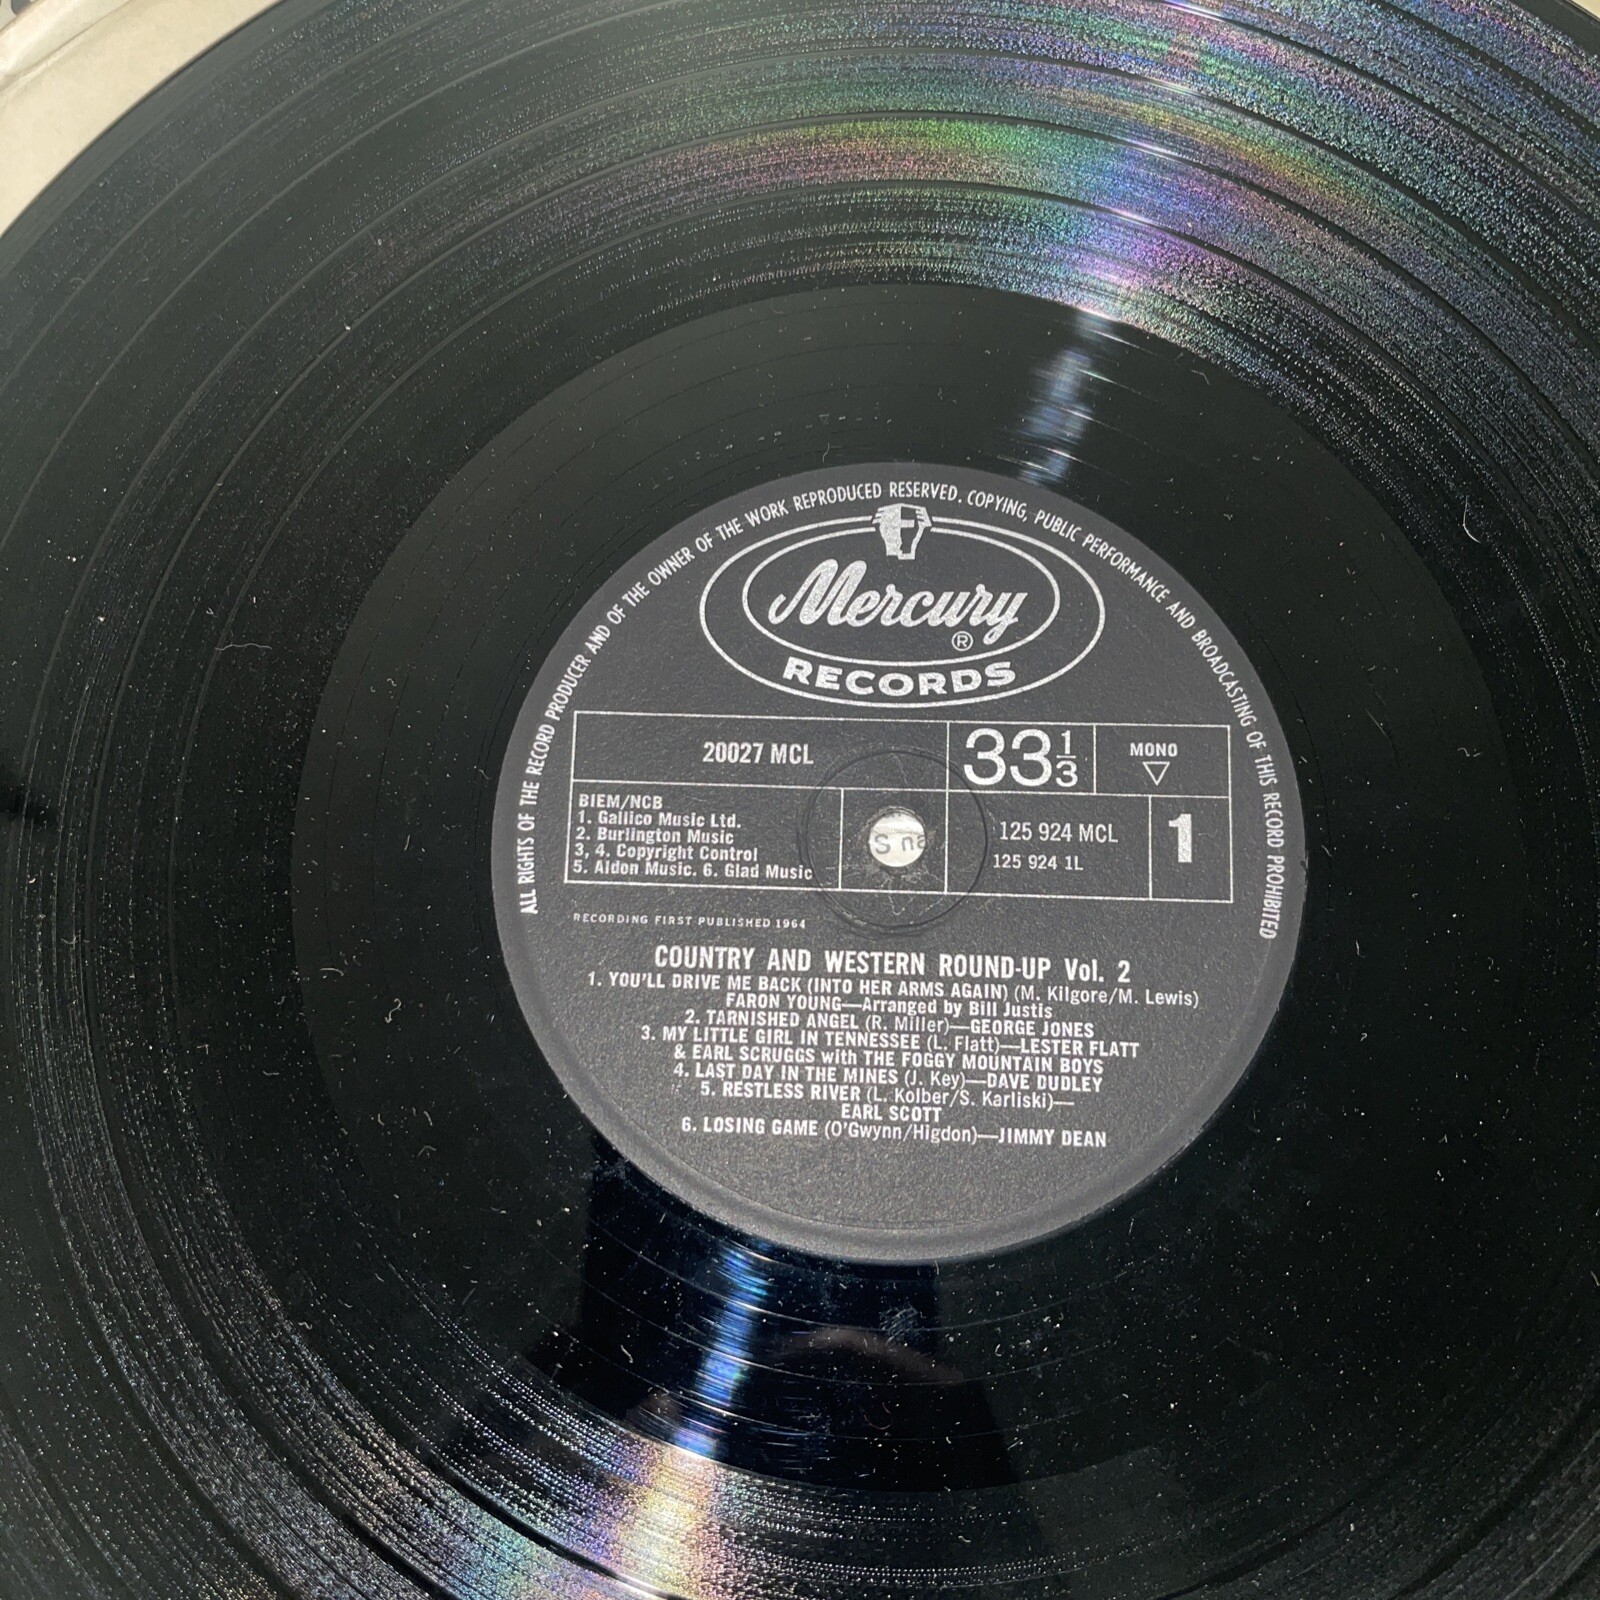 ALL RIGHTS OF THE RECORD PRODUCER AND OF THE OWNER OF THE WORK REPRODUCED RESERVED. COPYING, PUBLIC PERFORMANCE AND BROADCASTING OF THIS RECORD PROHIBITED
Mercury ®
RECORDS
20027 MCL
33⅓
MONO
BIEM/NCB
1. Gallico Music Ltd.
2. Burlington Music
3, 4. Copyright Control
5. Aldon Music. 6. Glad Music
S na
125 924 MCL
125 924 1L
1
RECORDING FIRST PUBLISHED 1964
COUNTRY AND WESTERN ROUND-UP Vol. 2
1. YOU'LL DRIVE ME BACK (INTO HER ARMS AGAIN) (M. Kilgore/M. Lewis)
FARON YOUNG—Arranged by Bill Justis
2. TARNISHED ANGEL (R. Miller)—GEORGE JONES
3. MY LITTLE GIRL IN TENNESSEE (L. Flatt)—LESTER FLATT
& EARL SCRUGGS with THE FOGGY MOUNTAIN BOYS
4. LAST DAY IN THE MINES (J. Key)—DAVE DUDLEY
5. RESTLESS RIVER (L. Kolber/S. Karliski)—
EARL SCOTT
6. LOSING GAME (O'Gwynn/Higdon)—JIMMY DEAN